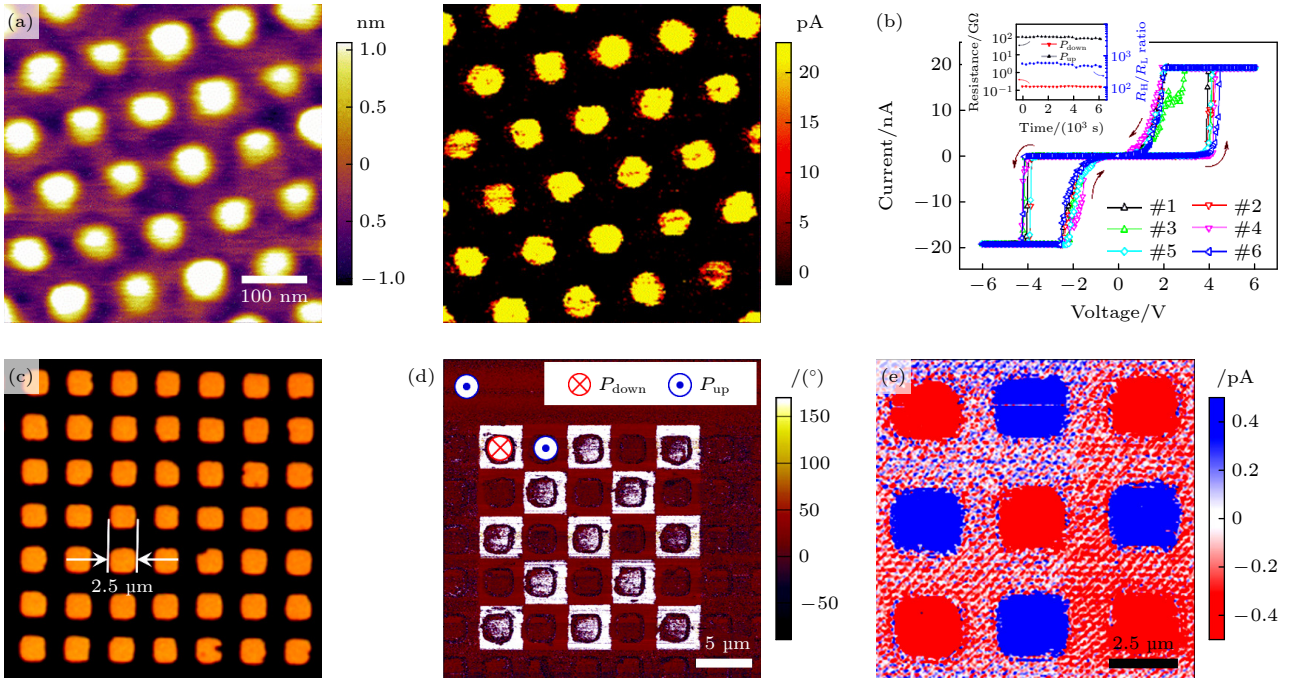 (a)
nm
1.0
0.5
0
−0.5
−1.0
100 nm
pA
20
15
10
5
0
(b)
Current/nA
20
10
0
−10
−20
−6 −4 −2 0 2 4 6
Voltage/V
Resistance/GΩ
10²
10¹
10⁰
10⁻¹
P_down
P_up
10³
10²
R_H/R_L ratio
0 2 4 6
Time/(10³ s)
#1 #2
#3 #4
#5 #6
(c)
2.5 μm
(d)
P_down P_up
/(°)
150
100
50
0
−50
5 μm
(e)
/pA
0.4
0.2
0
−0.2
−0.4
2.5 μm